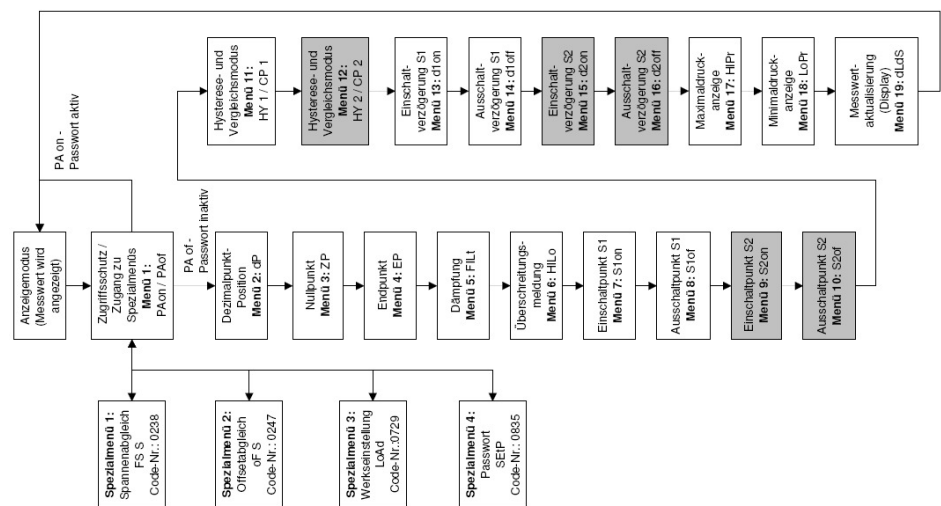 Anzeigemodus
(Messwert wird
angezeigt)
PA on -
Passwort aktiv
Zugriffsschutz /
Zugang zu
Spezialmenüs
Menü 1:
PAon / PAof
PA of -
Passwort inaktiv
Dezimalpunkt-
Position
Menü 2: dP
Nullpunkt
Menü 3: ZP
Endpunkt
Menü 4: EP
Dämpfung
Menü 5: FILt
Überschreitungs-
meldung
Menü 6: HILo
Einschaltpunkt S1
Menü 7: S1on
Ausschaltpunkt S1
Menü 8: S1of
Einschaltpunkt S2
Menü 9: S2on
Ausschaltpunkt S2
Menü 10: S2of
Hysterese- und
Vergleichsmodus
Menü 11:
HY 1 / CP 1
Hysterese- und
Vergleichsmodus
Menü 12:
HY 2 / CP 2
Einschalt-
verzögerung S1
Menü 13: d1on
Ausschalt-
verzögerung S1
Menü 14: d1off
Einschalt-
verzögerung S2
Menü 15: d2on
Ausschalt-
verzögerung S2
Menü 16: d2off
Maximaldruck-
anzeige
Menü 17: HIPr
Minimaldruck-
anzeige
Menü 18: LoPr
Messwert-
aktualisierung
(Display)
Menü 19: dLdS
Spezialmenü 1:
Spannenabgleich
FS S
Code-Nr.: 0238
Spezialmenü 2:
Offsetabgleich
oF S
Code-Nr.: 0247
Spezialmenü 3:
Werkseinstellung
LoAd
Code-Nr.:0729
Spezialmenü 4:
Passwort
SEtP
Code-Nr.: 0835